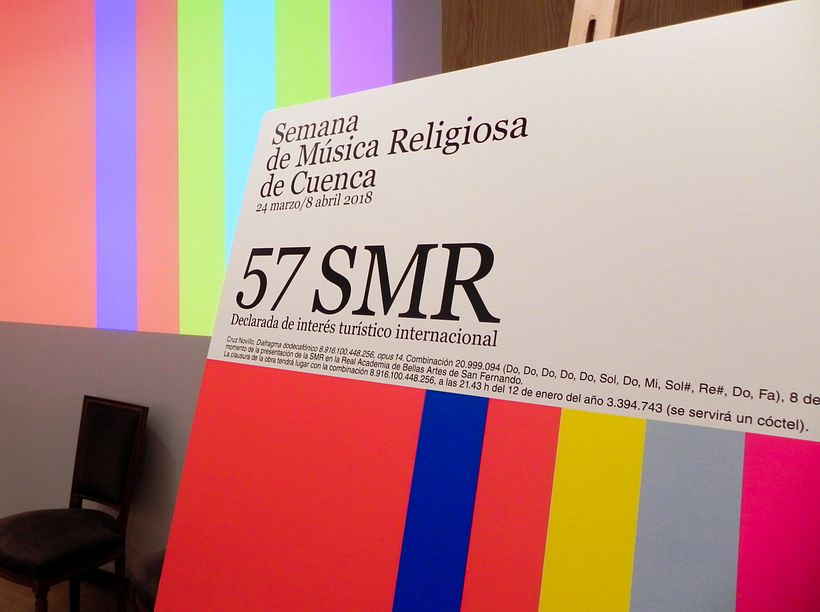 Semana
de Música Religiosa
de Cuenca
24 marzo/8 abril 2018
57 SMR
Declarada de interés turístico internacional
Cruz Novillo, Diafragma dodecafónico 8.916.100.448.256, opus 14. Combinación 20.999.094 (Do, Do, Do, Do, Do, Sol, Do, Mi, Sol#, Re#, Do, Fa), 8 de
momento de la presentación de la SMR en la Real Academia de Bellas Artes de San Fernando.
La clausura de la obra tendrá lugar con la combinación 8.916.100.448.256, a las 21.43 h del 12 de enero del año 3.394.743 (se servirá un cóctel).